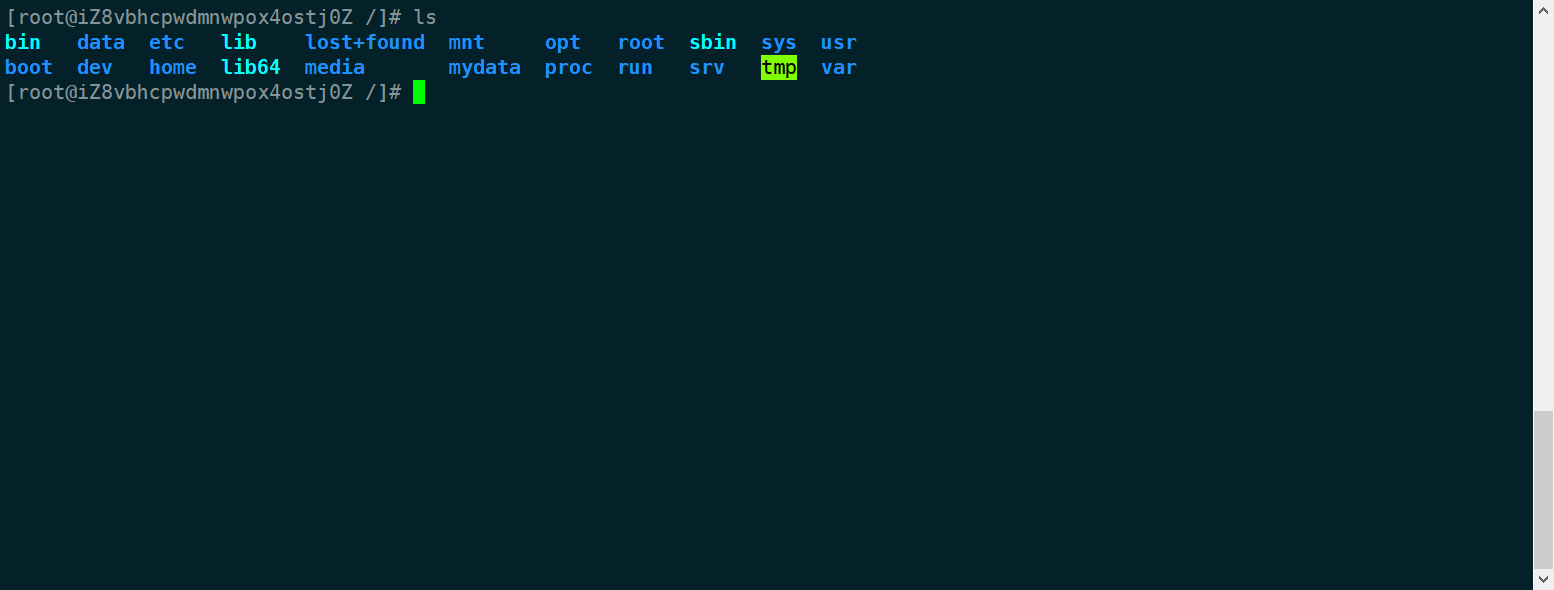 [root@iZ8vbhcpwdmnwpox4ostj0Z /]# ls
bin   data  etc   lib    lost+found  mnt     opt   root  sbin  sys  usr
boot  dev   home  lib64  media       mydata  proc  run   srv   tmp  var
[root@iZ8vbhcpwdmnwpox4ostj0Z /]#